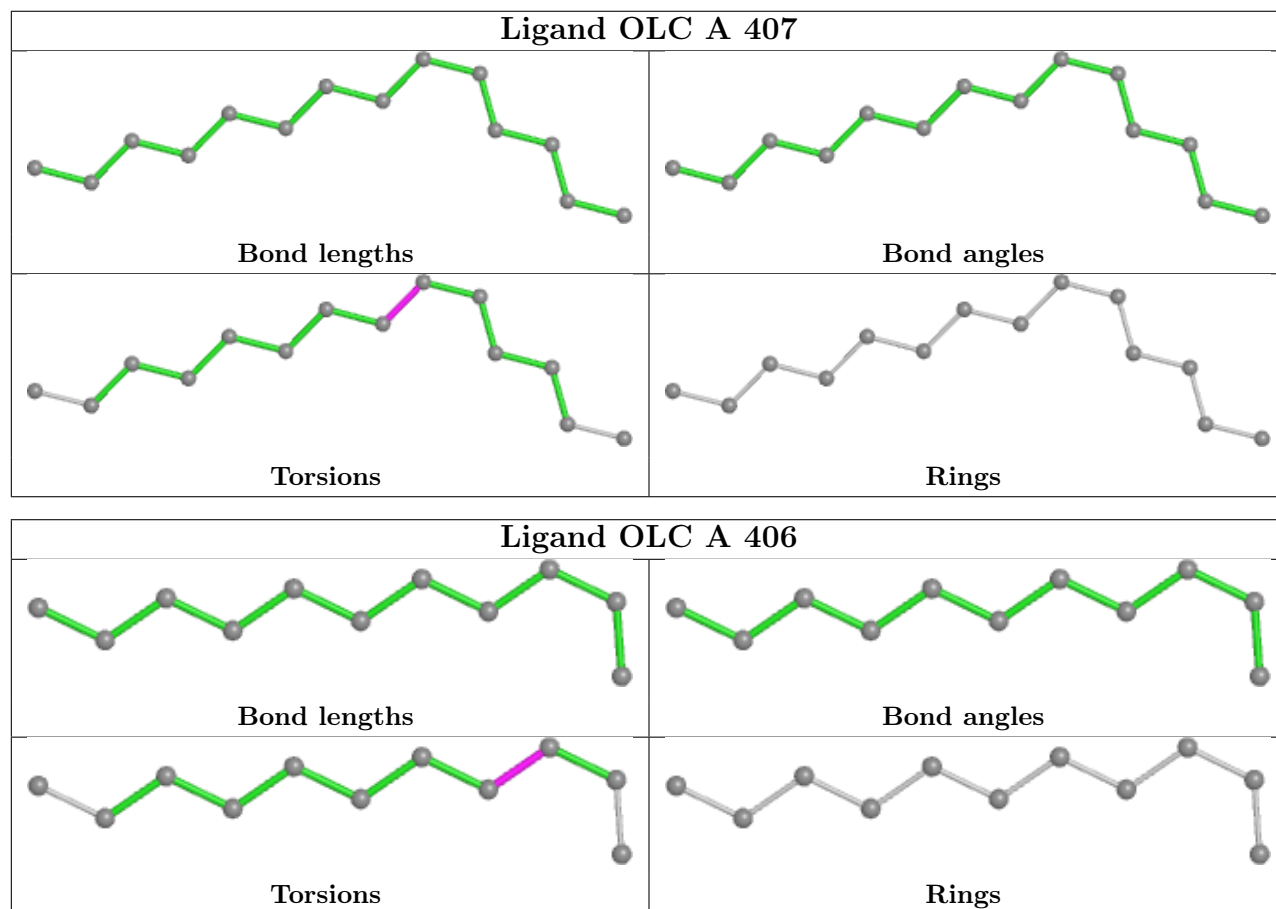 Ligand OLC A 407
Bond lengths Bond angles
Torsions Rings
Ligand OLC A 406
Bond lengths Bond angles
Torsions Rings